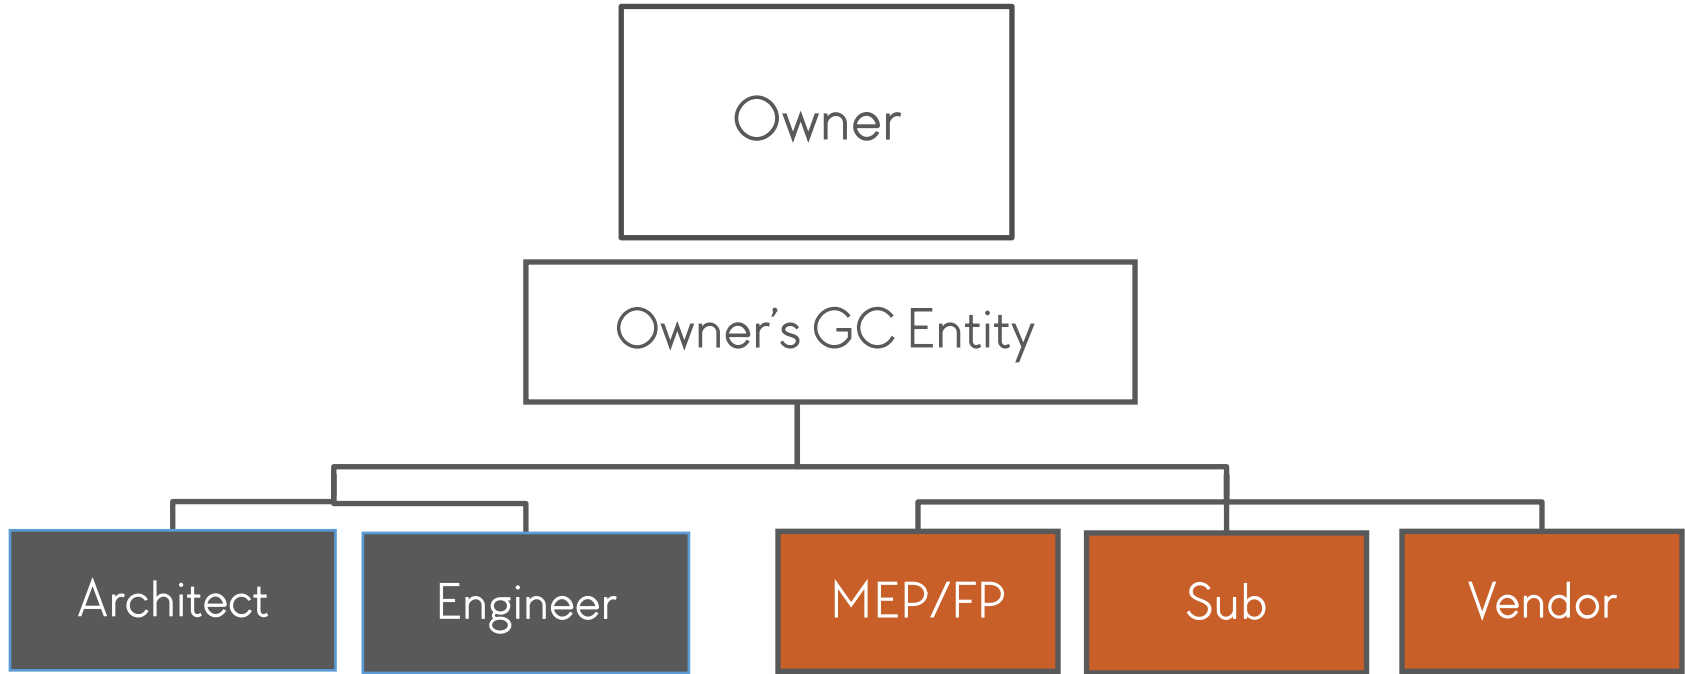 Owner
Owner's GC Entity
Architect
Engineer
MEP/FP
Sub
Vendor